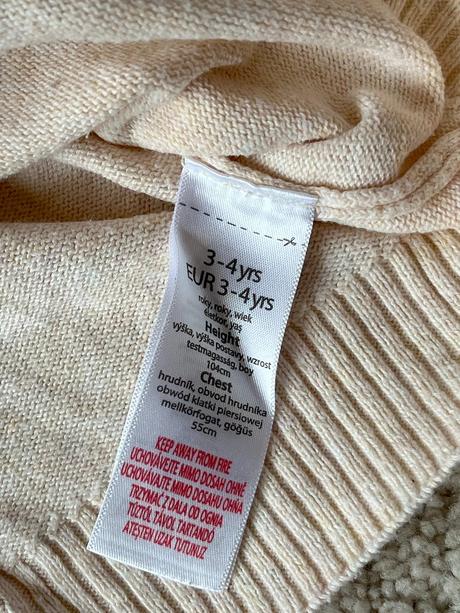 3-4yrs
EUR 3-4yrs
roky, roky, wiek
életkor, yaş
Height
výška, výška postavy, wzrost
testmagasság, boy
104cm
Chest
hrudník, obvod hrudníka
obwód klatki piersiowej
mellkörfogat, göğüs
55cm
KEEP AWAY FROM FIRE
UCHOVÁVEJTE MIMO DOSAH OHNĚ
UCHOVÁVAJTE MIMO DOSAHU OHŇA
TRZYMAĆ Z DALA OD OGNIA
TŰZTŐL TÁVOL TARTANDÓ
ATEŞTEN UZAK TUTUNUZ